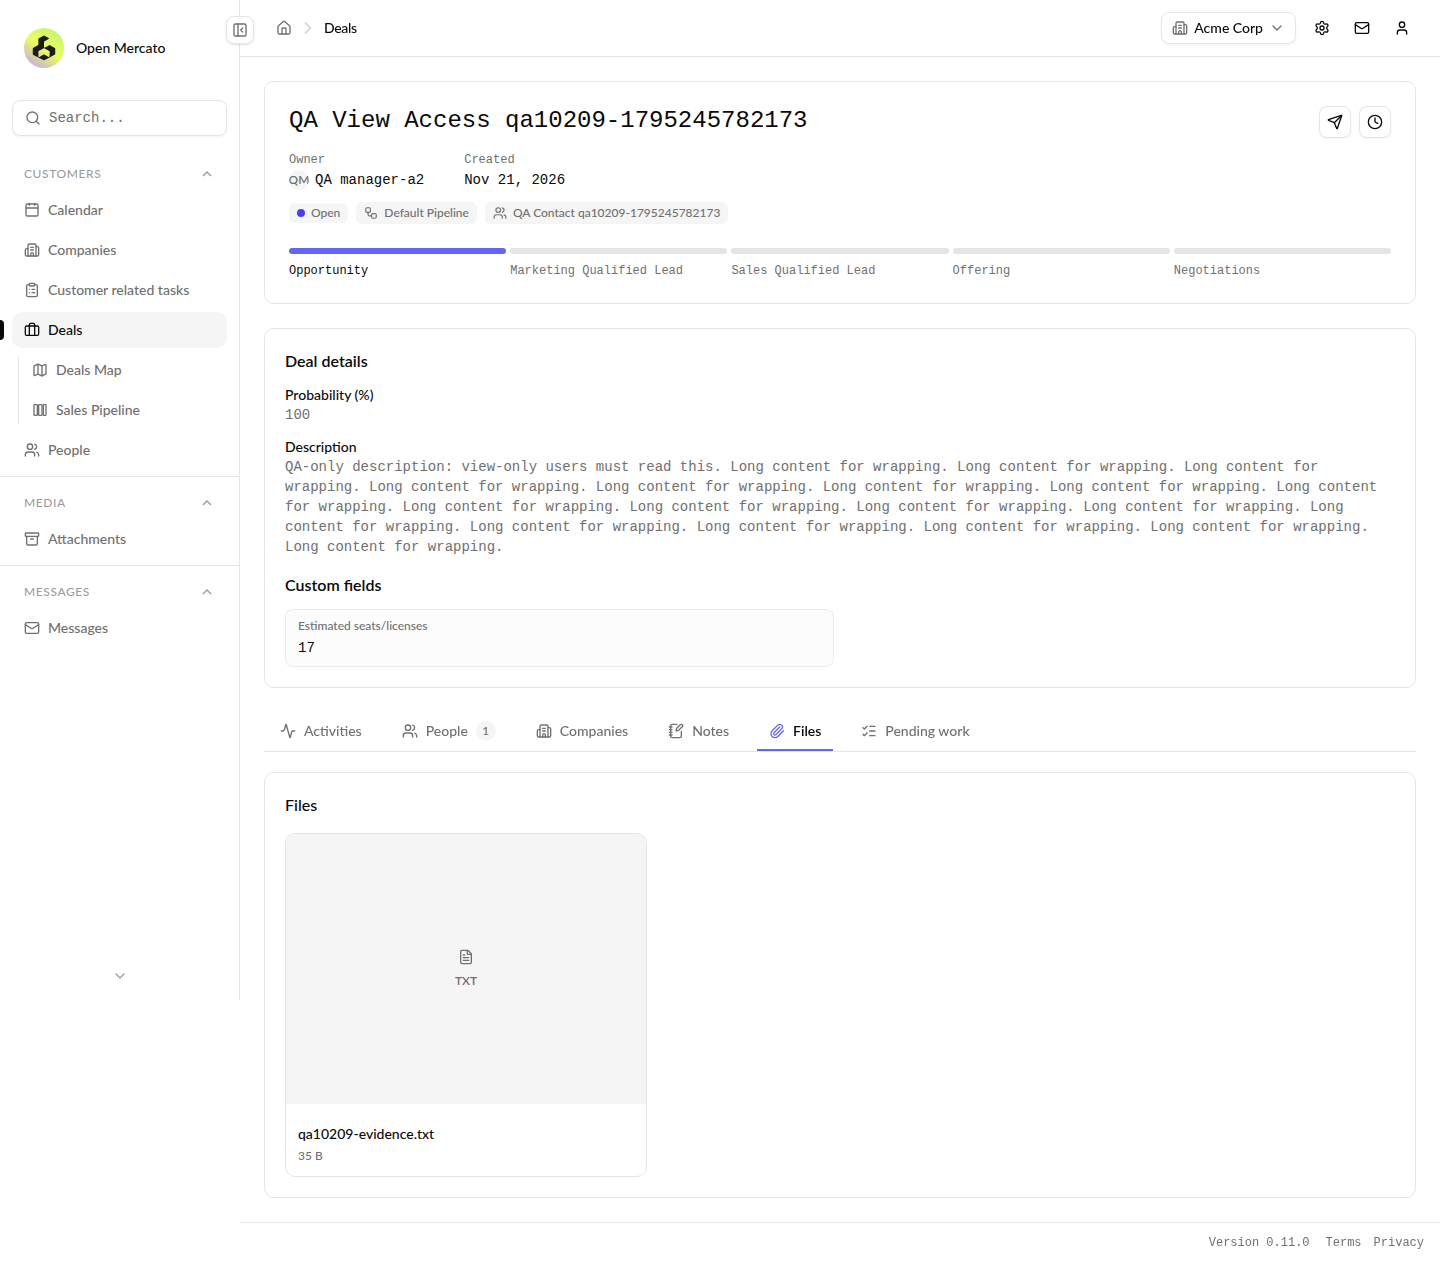 Open Mercato
Deals
Acme Corp
Search...
CUSTOMERS
Calendar
Companies
Customer related tasks
Deals
Deals Map
Sales Pipeline
People
MEDIA
Attachments
MESSAGES
Messages
QA View Access qa10209-1795245782173
Owner
Created
QM QA manager-a2
Nov 21, 2026
Open
Default Pipeline
QA Contact qa10209-1795245782173
Opportunity
Marketing Qualified Lead
Sales Qualified Lead
Offering
Negotiations
Deal details
Probability (%)
100
Description
QA-only description: view-only users must read this. Long content for wrapping. Long content for wrapping. Long content for
wrapping. Long content for wrapping. Long content for wrapping. Long content for wrapping. Long content for wrapping. Long content
for wrapping. Long content for wrapping. Long content for wrapping. Long content for wrapping. Long content for wrapping. Long
content for wrapping. Long content for wrapping. Long content for wrapping. Long content for wrapping. Long content for wrapping.
Long content for wrapping.
Custom fields
Estimated seats/licenses
17
Activities
People 1
Companies
Notes
Files
Pending work
Files
TXT
qa10209-evidence.txt
35 B
Version 0.11.0
Terms
Privacy